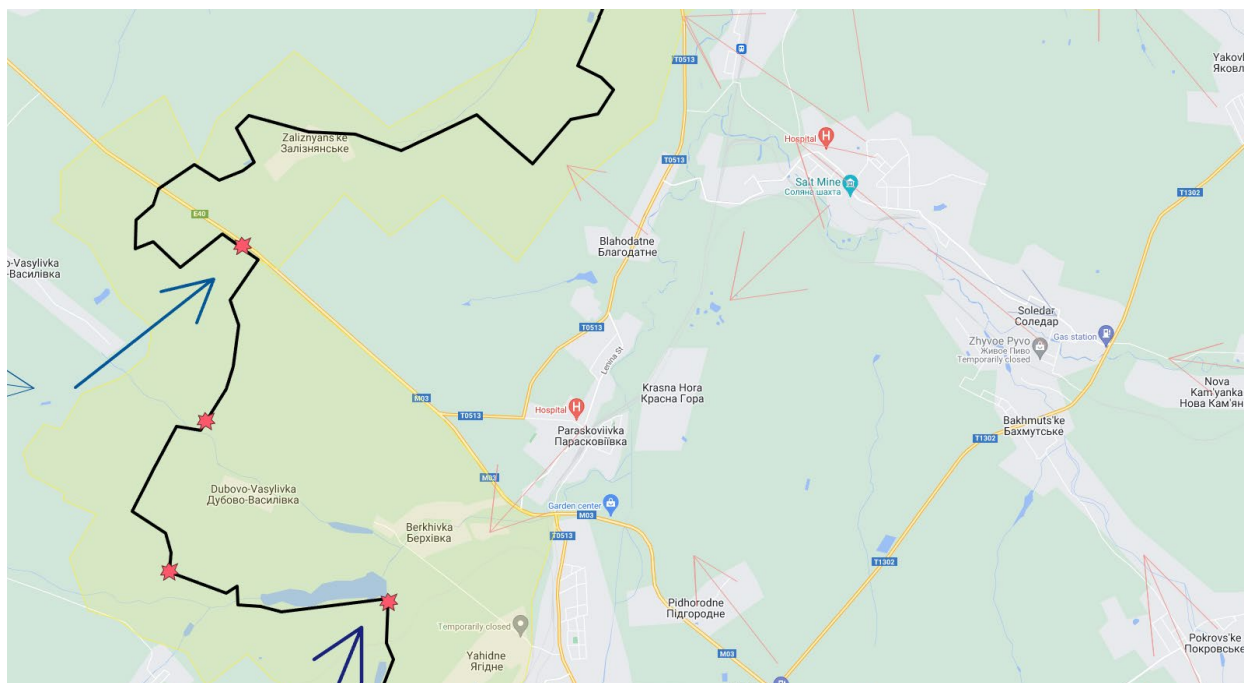 T0513
Yakovl
Яковл
Hospital
Zaliznyans'ke
Залізнянське
T0513
Salt Mine
Соляна шахта
T1302
E40
Blahodatne
Благодатне
o-Vasylivka
о-Василівка
Soledar
Соледар
T0513
Gas station
Zhyvoe Pyvo
Живое Пиво
Temporarily closed
Lenina St
Nova
Kam'yanka
Нова Кам'ян
Krasna Hora
Красна Гора
M03
T0513
Hospital
Bakhmuts'ke
Бахмутське
Paraskoviivka
Парасковіївка
T1302
M03
Dubovo-Vasylivka
Дубово-Василівка
Garden center
M03
Berkhivka
Берхівка
T0513
T1302
Pidhorodne
Підгородне
Temporarily closed
Pokrovs'ke
Покровське
Yahidne
Ягідне
M03